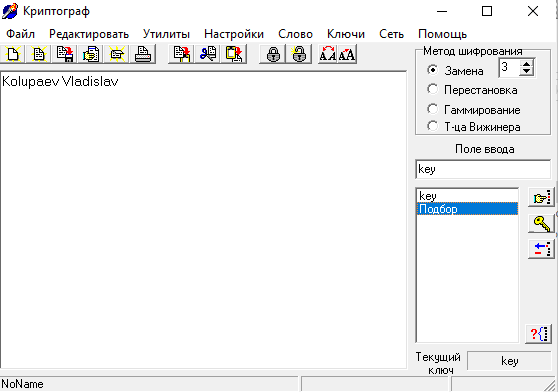 Криптограф
Файл Редактировать Утилиты Настройки Слово Ключи Сеть Помощь
Kolupaev Vladislav
Метод шифрования
Замена 3
Перестановка
Гаммирование
Т-ца Вижинера
Поле ввода
key
key
Подбор
Текущий ключ key
NoName